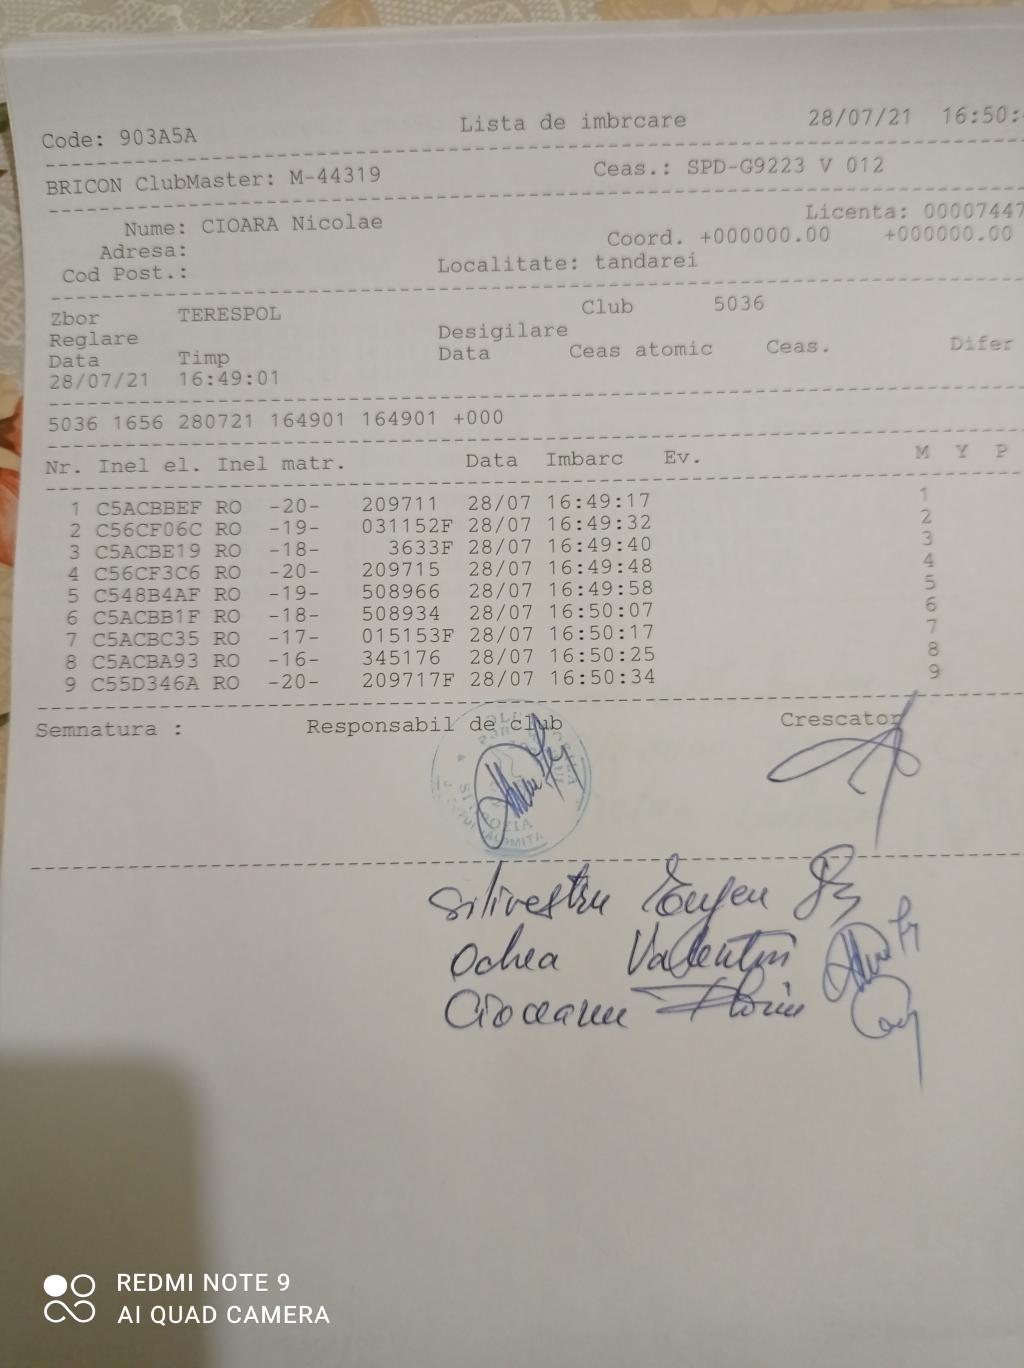 Code: 903A5A Lista de imbrcare 28/07/21 16:50:
BRICON ClubMaster: M-44319 Ceas.: SPD-G9223 V 012
Nume: CIOARA Nicolae Licenta: 00007447
Adresa: Coord. +000000.00 +000000.00
Cod Post.: Localitate: tandarei
Zbor TERESPOL Club 5036
Reglare Desigilare
Data Timp Data Ceas atomic Ceas. Difer
28/07/21 16:49:01
5036 1656 280721 164901 164901 +000
Nr. Inel el. Inel matr. Data Imbarc Ev. M Y P
1 C5ACBBEF RO -20- 209711 28/07 16:49:17 1
2 C56CF06C RO -19- 031152F 28/07 16:49:32 2
3 C5ACBE19 RO -18- 3633F 28/07 16:49:40 3
4 C56CF3C6 RO -20- 209715 28/07 16:49:48 4
5 C548B4AF RO -19- 508966 28/07 16:49:58 5
6 C5ACBB1F RO -18- 508934 28/07 16:50:07 6
7 C5ACBC35 RO -17- 015153F 28/07 16:50:17 7
8 C5ACBA93 RO -16- 345176 28/07 16:50:25 8
9 C55D346A RO -20- 209717F 28/07 16:50:34 9
Semnatura : Responsabil de club Crescator
Silivestru Eugen
Ochea Valentin
Cioceanu Florin
REDMI NOTE 9
AI QUAD CAMERA